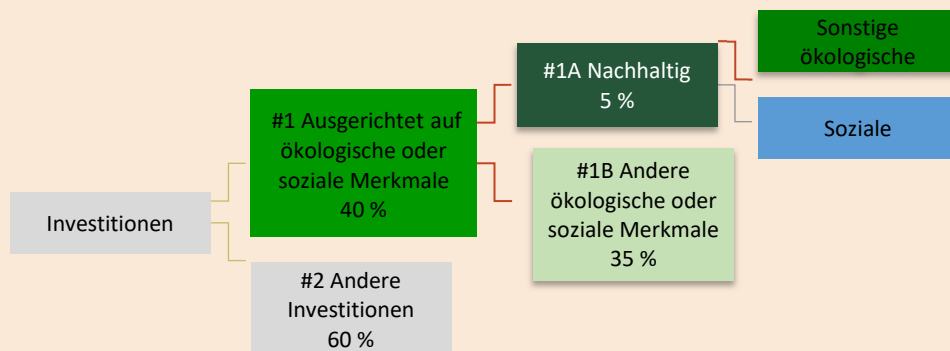 Investitionen
#1 Ausgerichtet auf
ökologische oder
soziale Merkmale
40 %
#2 Andere
Investitionen
60 %
#1A Nachhaltig
5 %
#1B Andere
ökologische oder
soziale Merkmale
35 %
Sonstige
ökologische
Soziale